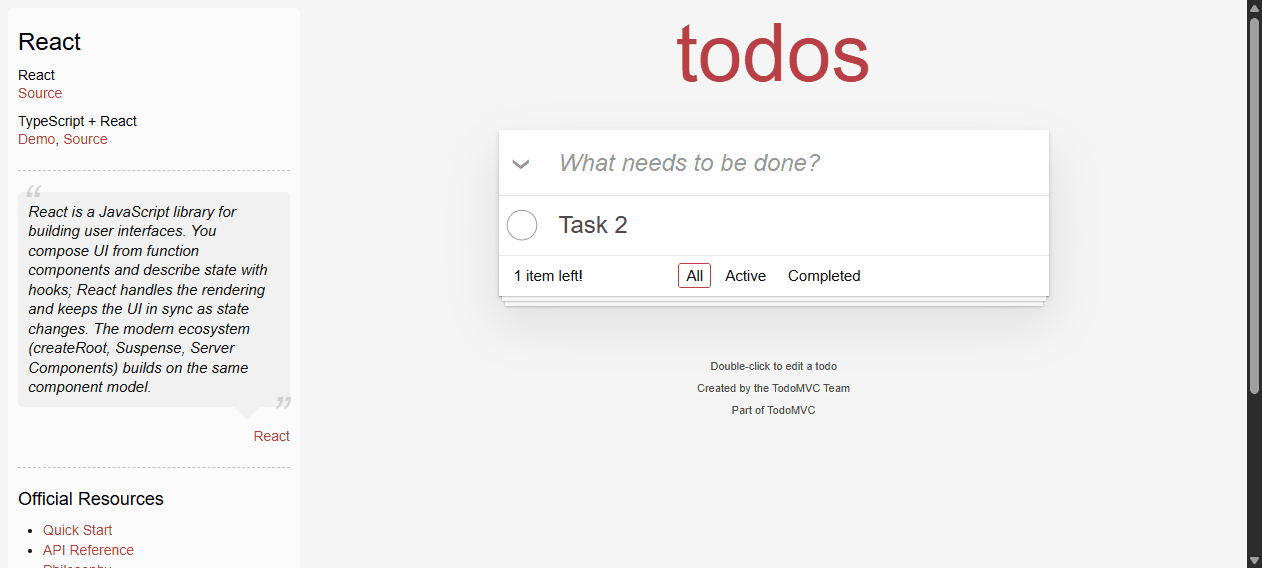 React
React
Source
TypeScript + React
Demo, Source
“
React is a JavaScript library for
building user interfaces. You
compose UI from function
components and describe state with
hooks; React handles the rendering
and keeps the UI in sync as state
changes. The modern ecosystem
(createRoot, Suspense, Server
Components) builds on the same
component model.
”
React
Official Resources
• Quick Start
• API Reference
• Philosophy
todos
What needs to be done?
Task 2
1 item left!
All
Active
Completed
Double-click to edit a todo
Created by the TodoMVC Team
Part of TodoMVC